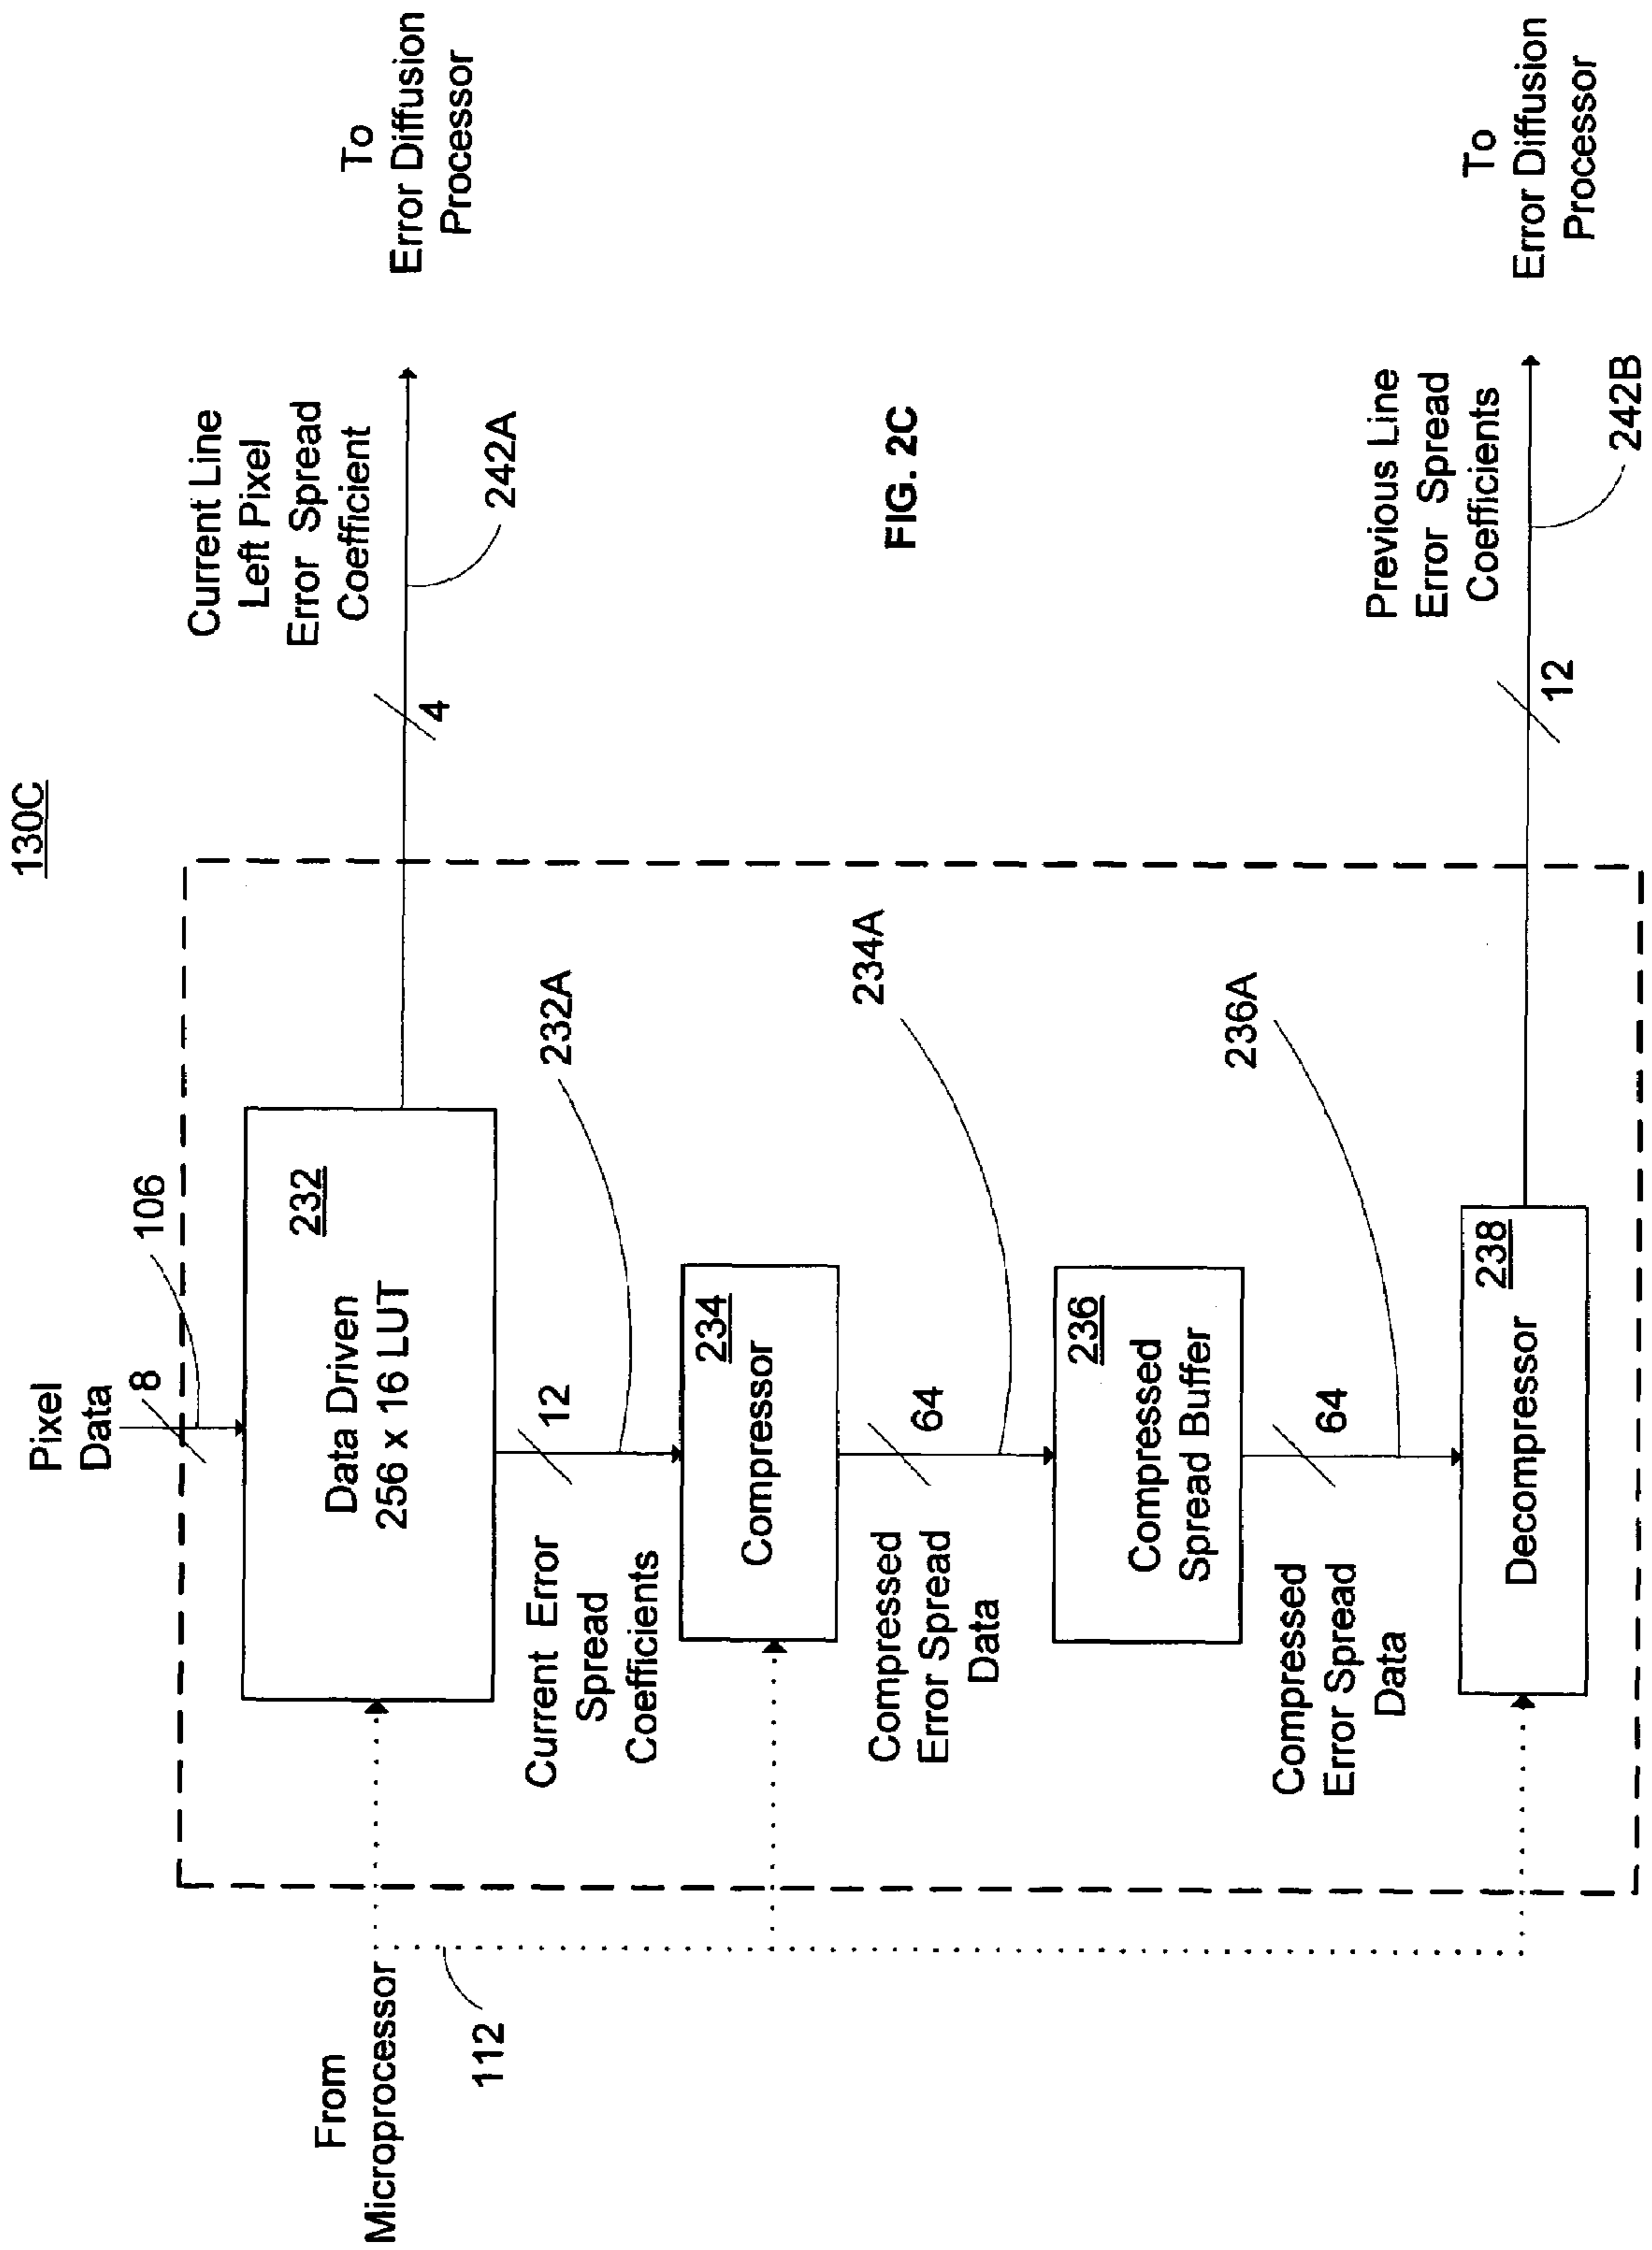 130C
Pixel
Data
8
106
Data Driven
256 x 16 LUT
232
From
Microprocessor
112
Current Line
Left Pixel
Error Spread
Coefficient
4
242A
To
Error Diffusion
Processor
Current Error
Spread
Coefficients
12
232A
Compressor
234
Compressed
Error Spread
Data
64
234A
Compressed
Spread Buffer
236
Compressed
Error Spread
Data
64
236A
Decompressor
238
Previous Line
Error Spread
Coefficients
12
242B
To
Error Diffusion
Processor
FIG. 2C